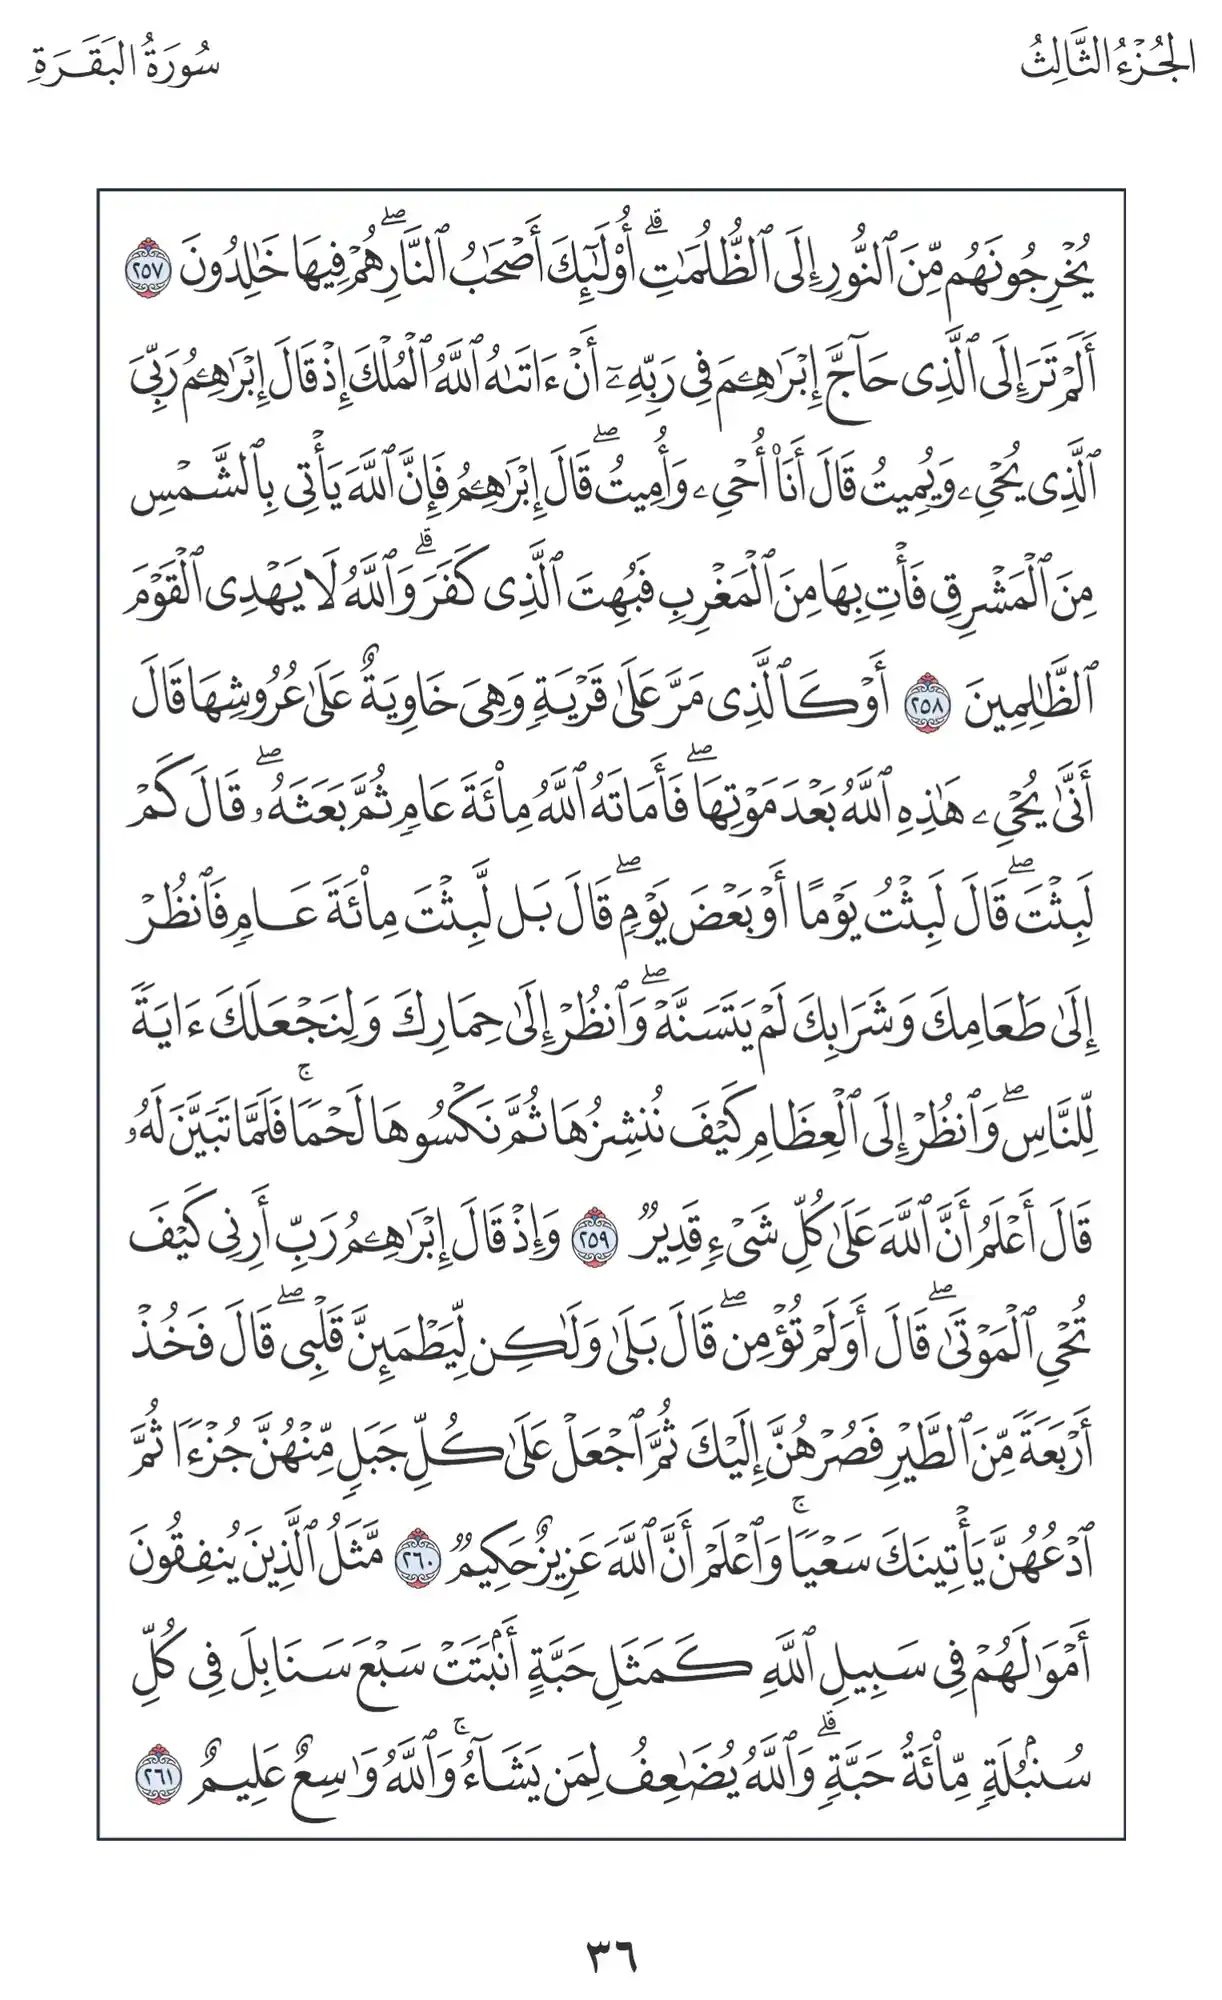 الجُزْءُ الثَّالِثُ
سُورَةُ البَقَرَةِ
يُخْرِجُونَهُم مِّنَ ٱلنُّورِ إِلَى ٱلظُّلُمَٰتِۗ أُوْلَٰٓئِكَ أَصْحَٰبُ ٱلنَّارِۖ هُمْ فِيهَا خَٰلِدُونَ ٢٥٧
أَلَمْ تَرَ إِلَى ٱلَّذِى حَآجَّ إِبْرَٰهِـۧمَ فِى رَبِّهِۦٓ أَنْ ءَاتَىٰهُ ٱللَّهُ ٱلْمُلْكَ إِذْ قَالَ إِبْرَٰهِـۧمُ رَبِّىَ
ٱلَّذِى يُحْىِۦ وَيُمِيتُ قَالَ أَنَا۠ أُحْىِۦ وَأُمِيتُۖ قَالَ إِبْرَٰهِـۧمُ فَإِنَّ ٱللَّهَ يَأْتِى بِٱلشَّمْسِ
مِنَ ٱلْمَشْرِقِ فَأْتِ بِهَا مِنَ ٱلْمَغْرِبِ فَبُهِتَ ٱلَّذِى كَفَرَۗ وَٱللَّهُ لَا يَهْدِى ٱلْقَوْمَ
ٱلظَّٰلِمِينَ ٢٥٨ أَوْ كَٱلَّذِى مَرَّ عَلَىٰ قَرْيَةٍ وَهِىَ خَاوِيَةٌ عَلَىٰ عُرُوشِهَا قَالَ
أَنَّىٰ يُحْىِۦ هَٰذِهِ ٱللَّهُ بَعْدَ مَوْتِهَاۖ فَأَمَاتَهُ ٱللَّهُ مِا۟ئَةَ عَامٍ ثُمَّ بَعَثَهُۥۖ قَالَ كَمْ
لَبِثْتَۖ قَالَ لَبِثْتُ يَوْمًا أَوْ بَعْضَ يَوْمٍۖ قَالَ بَل لَّبِثْتَ مِا۟ئَةَ عَامٍ فَٱنظُرْ
إِلَىٰ طَعَامِكَ وَشَرَابِكَ لَمْ يَتَسَنَّهْۖ وَٱنظُرْ إِلَىٰ حِمَارِكَ وَلِنَجْعَلَكَ ءَايَةً
لِّلنَّاسِۖ وَٱنظُرْ إِلَى ٱلْعِظَامِ كَيْفَ نُنشِزُهَا ثُمَّ نَكْسُوهَا لَحْمًاۚ فَلَمَّا تَبَيَّنَ لَهُۥ
قَالَ أَعْلَمُ أَنَّ ٱللَّهَ عَلَىٰ كُلِّ شَىْءٍ قَدِيرٌ ٢٥٩ وَإِذْ قَالَ إِبْرَٰهِـۧمُ رَبِّ أَرِنِى كَيْفَ
تُحْىِ ٱلْمَوْتَىٰۖ قَالَ أَوَلَمْ تُؤْمِنۖ قَالَ بَلَىٰ وَلَٰكِن لِّيَطْمَئِنَّ قَلْبِىۖ قَالَ فَخُذْ
أَرْبَعَةً مِّنَ ٱلطَّيْرِ فَصُرْهُنَّ إِلَيْكَ ثُمَّ ٱجْعَلْ عَلَىٰ كُلِّ جَبَلٍ مِّنْهُنَّ جُزْءًا ثُمَّ
ٱدْعُهُنَّ يَأْتِينَكَ سَعْيًاۚ وَٱعْلَمْ أَنَّ ٱللَّهَ عَزِيزٌ حَكِيمٌ ٢٦٠ مَّثَلُ ٱلَّذِينَ يُنفِقُونَ
أَمْوَٰلَهُمْ فِى سَبِيلِ ٱللَّهِ كَمَثَلِ حَبَّةٍ أَنۢبَتَتْ سَبْعَ سَنَابِلَ فِى كُلِّ
سُنۢبُلَةٍ مِّا۟ئَةُ حَبَّةٍۗ وَٱللَّهُ يُضَٰعِفُ لِمَن يَشَآءُۚ وَٱللَّهُ وَٰسِعٌ عَلِيمٌ ٢٦١
٣٦